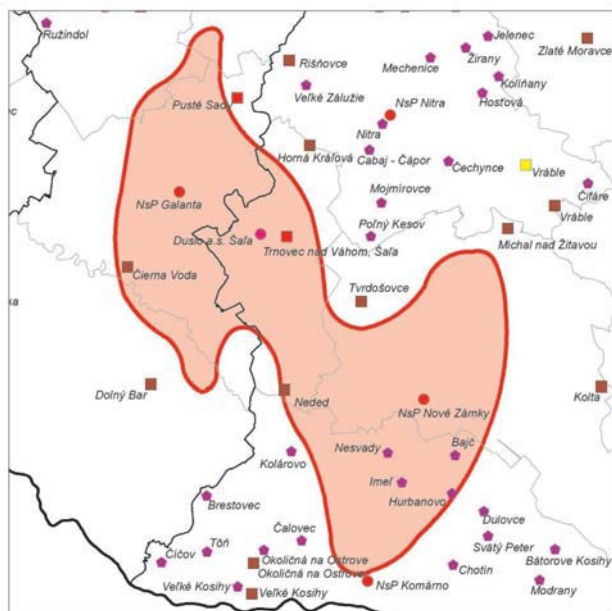 Ružindol
Jelenec
Zlaté Moravce
Žirany
Rišňovce
Mechenice
Kolíňany
Veľké Zálužie
Hosťová
Pusté Sady
NsP Nitra
Nitra
Horná Kráľová
Cabaj - Čápor
Čechynce
Vráble
Čifáre
NsP Galanta
Mojmírovce
Vráble
Duslo a.s. Šaľa
Poľný Kesov
Michal nad Žitavou
Trnovec nad Váhom, Šaľa
Čierna Voda
Tvrdošovce
Dolný Bar
Neded
NsP Nové Zámky
Kolta
Nesvady
Bajč
Kolárovo
Imeľ
Hurbanovo
Brestovec
Dulovce
Čalovec
Tôň
Svätý Peter
Číčov
Okoličná na Ostrove
Okoličná na Ostrove
Bátorove Kosihy
Chotín
Veľké Kosihy
Veľké Kosihy
NsP Komárno
Modrany